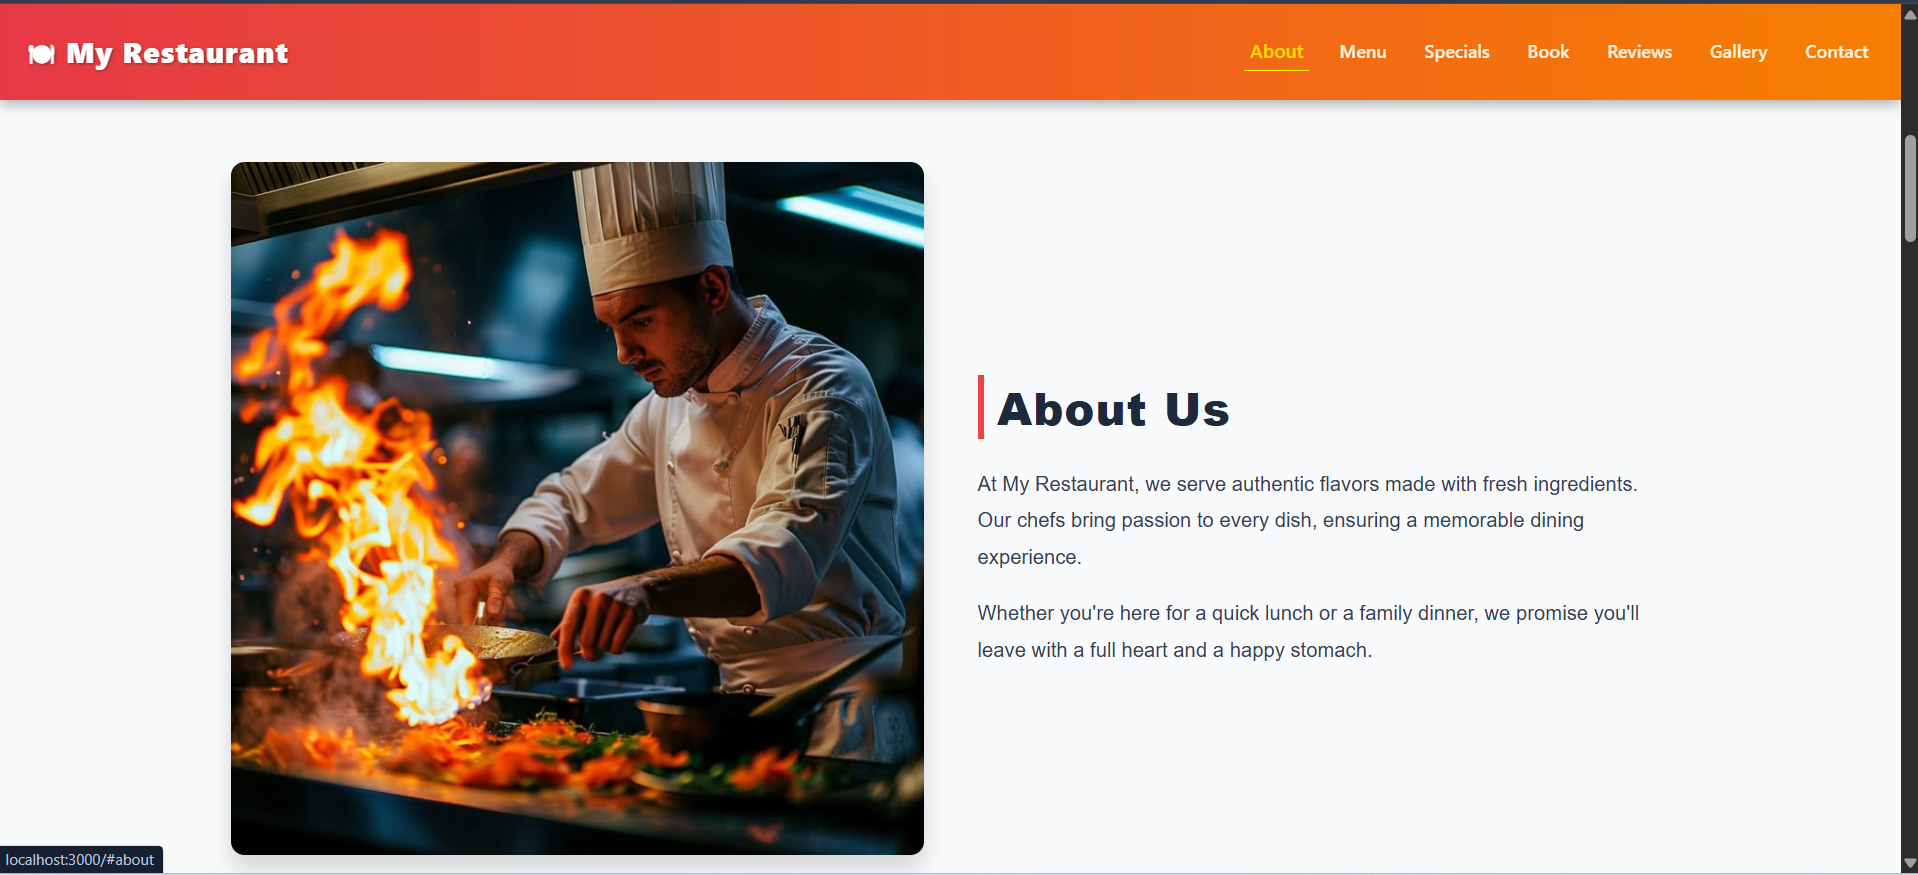 My Restaurant
About Menu Specials Book Reviews Gallery Contact
About Us
At My Restaurant, we serve authentic flavors made with fresh ingredients.
Our chefs bring passion to every dish, ensuring a memorable dining
experience.
Whether you're here for a quick lunch or a family dinner, we promise you'll
leave with a full heart and a happy stomach.
localhost:3000/#about